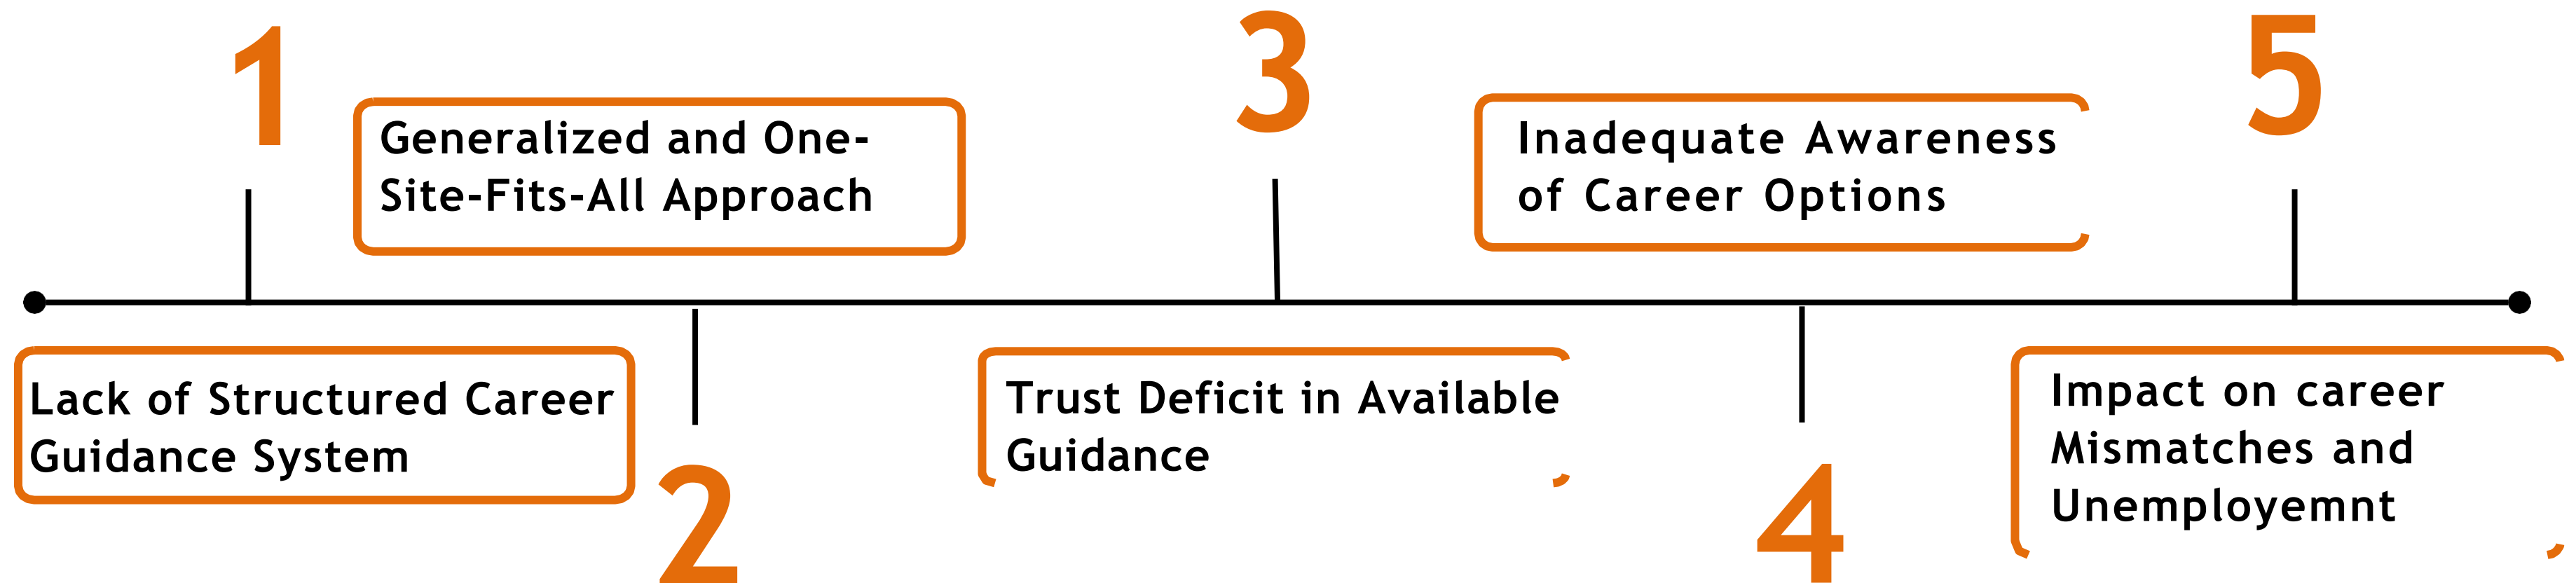 1
Lack of Structured Career
Guidance System
Generalized and One-
Site-Fits-All Approach
2
3
Trust Deficit in Available
Guidance
Inadequate Awareness
of Career Options
4
5
Impact on career
Mismatches and
Unemployemnt